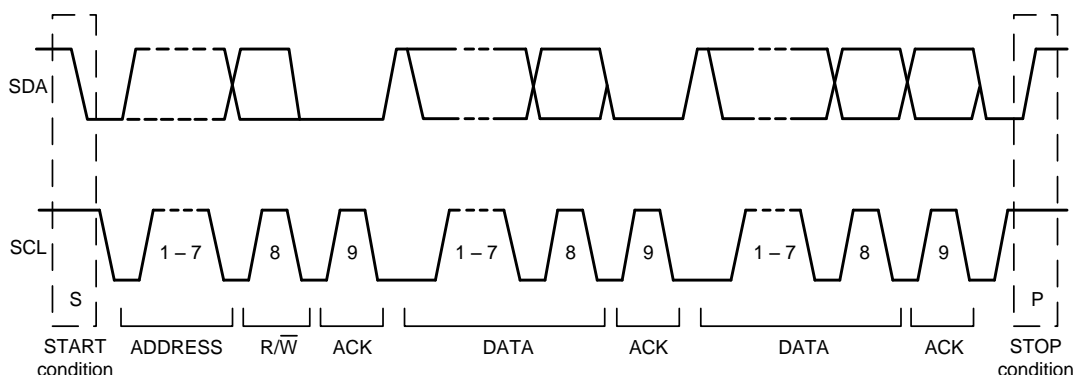 SDA
SCL
1 – 7 8 9 1 – 7 8 9 1 – 7 8 9
S P
START condition ADDRESS R/W̅ ACK DATA ACK DATA ACK STOP condition